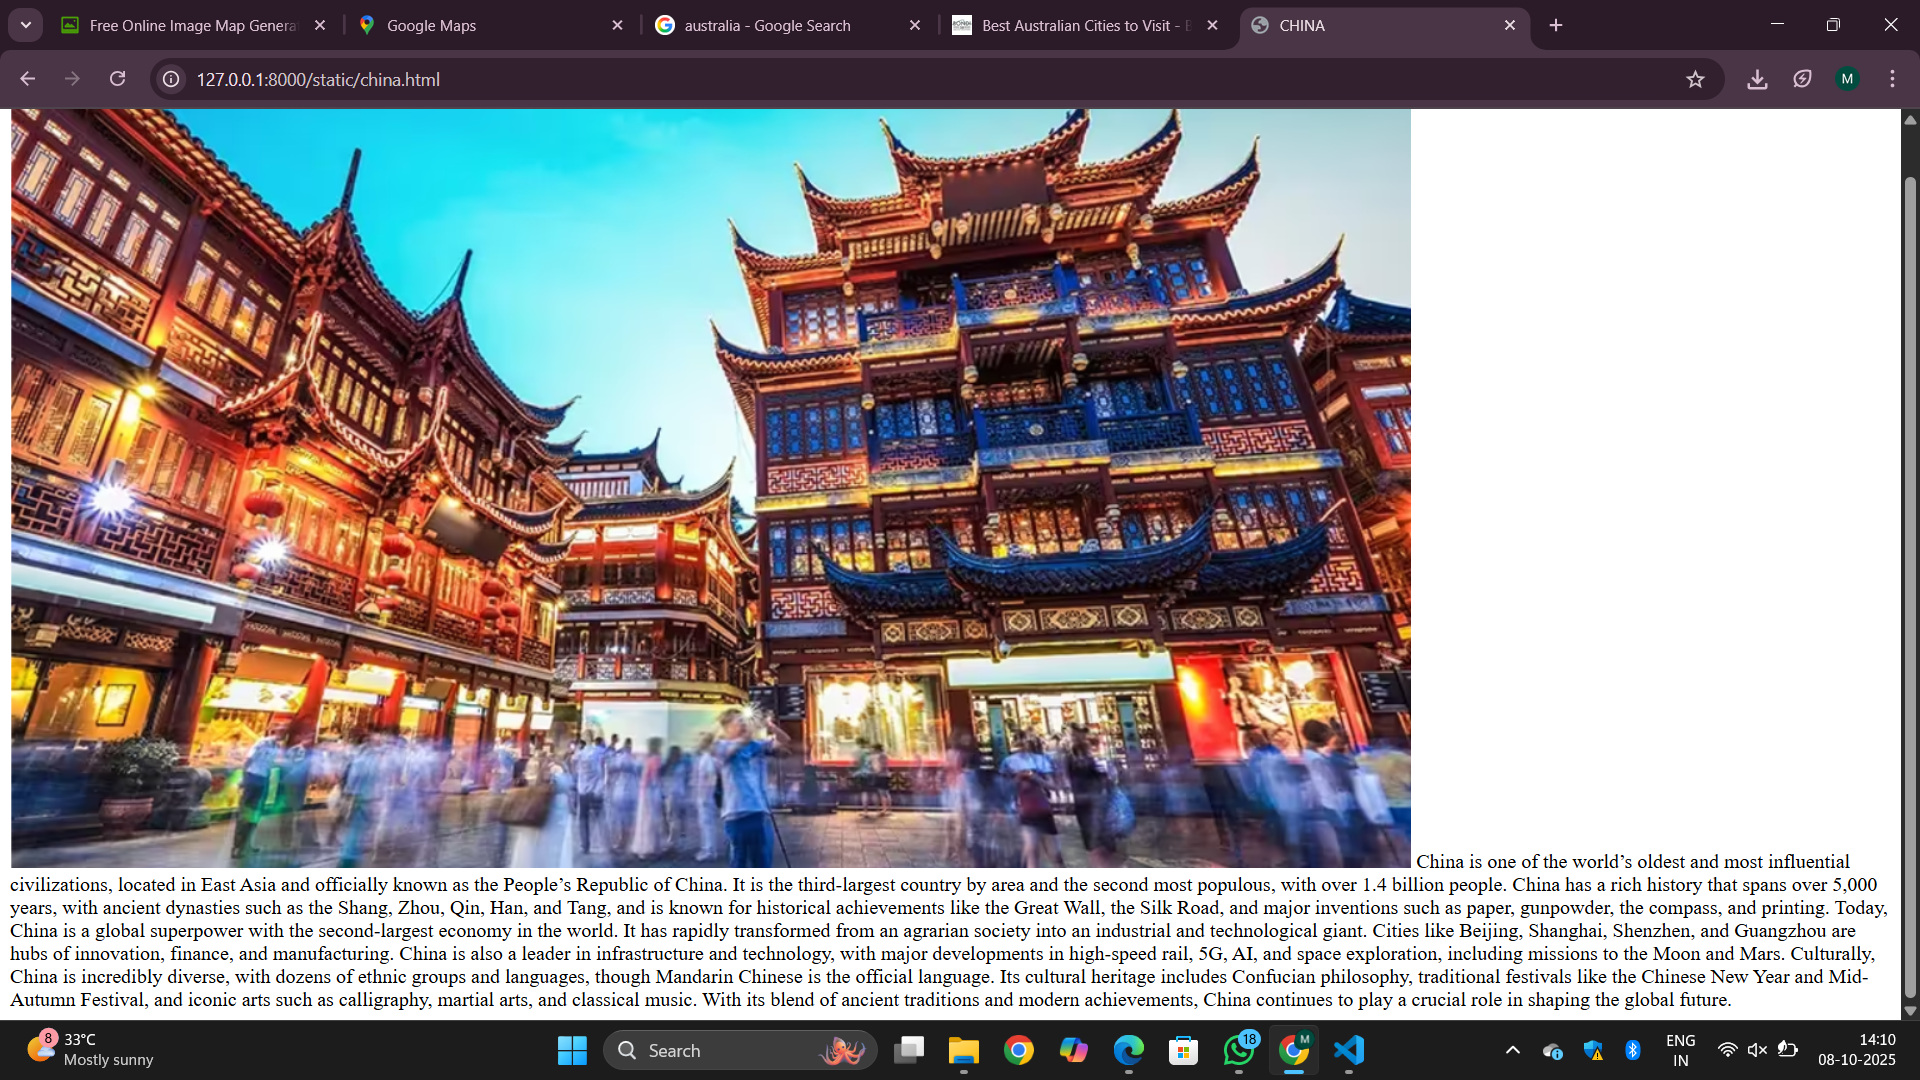 Free Online Image Map Genera
Google Maps
australia - Google Search
Best Australian Cities to Visit - B
CHINA
127.0.0.1:8000/static/china.html
M
China is one of the world’s oldest and most influential
civilizations, located in East Asia and officially known as the People’s Republic of China. It is the third-largest country by area and the second most populous, with over 1.4 billion people. China has a rich history that spans over 5,000
years, with ancient dynasties such as the Shang, Zhou, Qin, Han, and Tang, and is known for historical achievements like the Great Wall, the Silk Road, and major inventions such as paper, gunpowder, the compass, and printing. Today,
China is a global superpower with the second-largest economy in the world. It has rapidly transformed from an agrarian society into an industrial and technological giant. Cities like Beijing, Shanghai, Shenzhen, and Guangzhou are
hubs of innovation, finance, and manufacturing. China is also a leader in infrastructure and technology, with major developments in high-speed rail, 5G, AI, and space exploration, including missions to the Moon and Mars. Culturally,
China is incredibly diverse, with dozens of ethnic groups and languages, though Mandarin Chinese is the official language. Its cultural heritage includes Confucian philosophy, traditional festivals like the Chinese New Year and Mid-
Autumn Festival, and iconic arts such as calligraphy, martial arts, and classical music. With its blend of ancient traditions and modern achievements, China continues to play a crucial role in shaping the global future.
8
33°C
Mostly sunny
Search
18
M
ENG
IN
14:10
08-10-2025